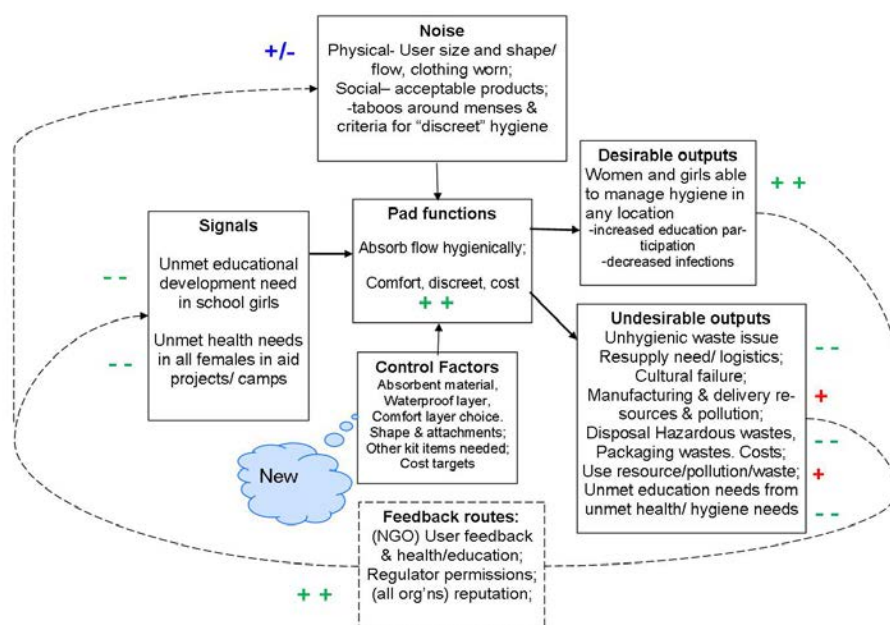 +/-
Noise
Physical- User size and shape/
flow, clothing worn;
Social– acceptable products;
-taboos around menses &
criteria for “discreet” hygiene
Signals
Unmet educational
development need
in school girls
Unmet health needs
in all females in aid
projects/ camps
- -
- -
Pad functions
Absorb flow hygienically;
Comfort, discreet, cost
+ +
Desirable outputs
Women and girls able
to manage hygiene in
any location
-increased education par-
ticipation
-decreased infections
+ +
Control Factors
Absorbent material,
Waterproof layer,
Comfort layer choice.
Shape & attachments;
Other kit items needed;
Cost targets
New
Undesirable outputs
Unhygienic waste issue
Resupply need/ logistics; - -
Cultural failure;
Manufacturing & delivery re- +
sources & pollution;
Disposal Hazardous wastes, - -
Packaging wastes. Costs;
Use resource/pollution/waste; +
Unmet education needs from
unmet health/ hygiene needs - -
Feedback routes:
(NGO) User feedback
& health/education;
Regulator permissions;
(all org’ns) reputation;
+ +